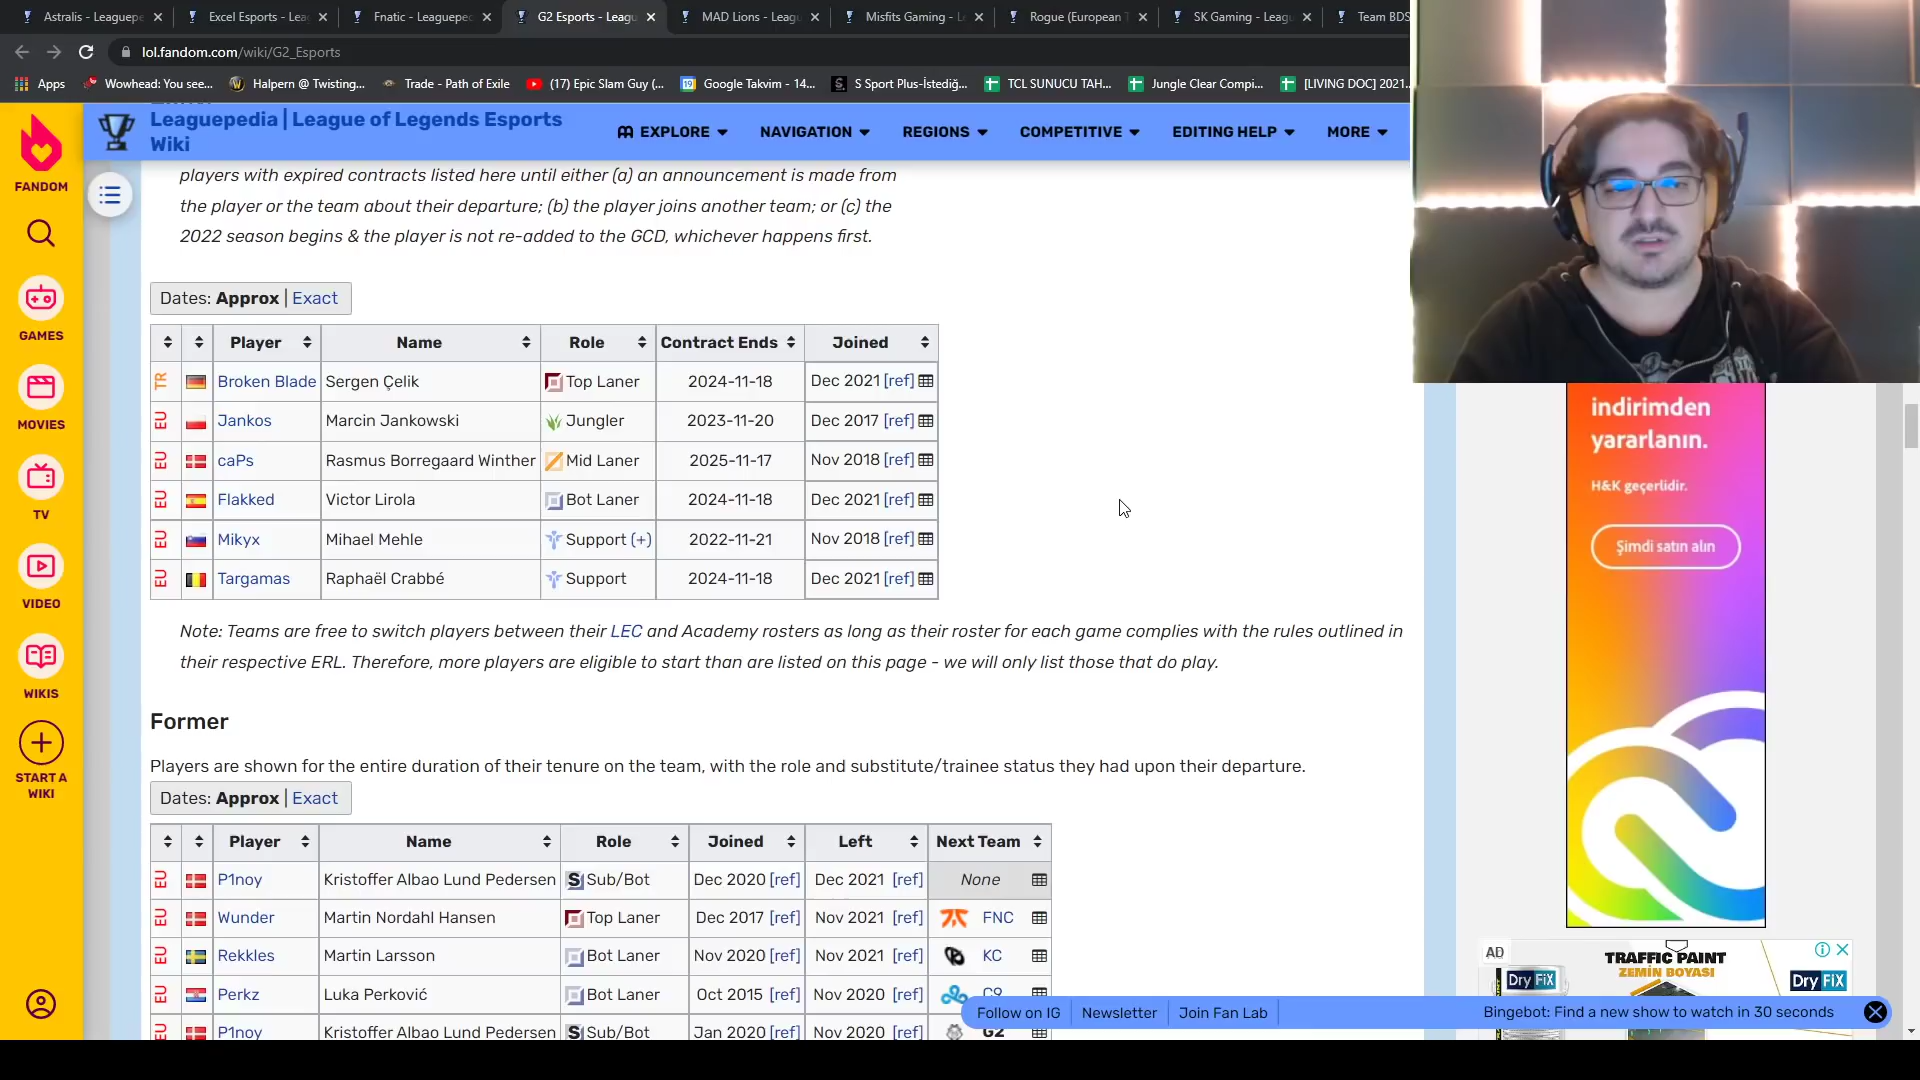 Astralis - Leaguepe
Excel Esports - Leag
Fnatic - Leaguepec
G2 Esports - Leagu
MAD Lions - Leagu
Misfits Gaming - L
Rogue (European T
SK Gaming - Leagu
Team BDS
lol.fandom.com/wiki/G2_Esports
Apps
Wowhead: You see...
Halpern @ Twisting...
Trade - Path of Exile
(17) Epic Slam Guy (...
Google Takvim - 14...
S Sport Plus-İstediğ...
TCL SUNUCU TAH...
Jungle Clear Compi...
[LIVING DOC] 2021...
FANDOM
GAMES
MOVIES
TV
VIDEO
WIKIS
START A
WIKI
Leaguepedia | League of Legends Esports
Wiki
EXPLORE
NAVIGATION
REGIONS
COMPETITIVE
EDITING HELP
MORE
players with expired contracts listed here until either (a) an announcement is made from
the player or the team about their departure; (b) the player joins another team; or (c) the
2022 season begins & the player is not re-added to the GCD, whichever happens first.
Dates: Approx | Exact
Player Name Role Contract Ends Joined
TR Broken Blade Sergen Çelik Top Laner 2024-11-18 Dec 2021 [ref]
EU Jankos Marcin Jankowski Jungler 2023-11-20 Dec 2017 [ref]
EU caPs Rasmus Borregaard Winther Mid Laner 2025-11-17 Nov 2018 [ref]
EU Flakked Victor Lirola Bot Laner 2024-11-18 Dec 2021 [ref]
EU Mikyx Mihael Mehle Support (+) 2022-11-21 Nov 2018 [ref]
EU Targamas Raphaël Crabbé Support 2024-11-18 Dec 2021 [ref]
Note: Teams are free to switch players between their LEC and Academy rosters as long as their roster for each game complies with the rules outlined in
their respective ERL. Therefore, more players are eligible to start than are listed on this page - we will only list those that do play.
Former
Players are shown for the entire duration of their tenure on the team, with the role and substitute/trainee status they had upon their departure.
Dates: Approx | Exact
Player Name Role Joined Left Next Team
EU P1noy Kristoffer Albao Lund Pedersen Sub/Bot Dec 2020 [ref] Dec 2021 [ref] None
EU Wunder Martin Nordahl Hansen Top Laner Dec 2017 [ref] Nov 2021 [ref] FNC
EU Rekkles Martin Larsson Bot Laner Nov 2020 [ref] Nov 2021 [ref] KC
EU Perkz Luka Perković Bot Laner Oct 2015 [ref] Nov 2020 [ref] C9
EU P1noy Kristoffer Albao Lund Pedersen Sub/Bot Jan 2020 [ref] Nov 2020 [ref] G2
indirimden
yararlanın.
H&K geçerlidir.
Şimdi satın alın
AD
TRAFFIC PAINT
ZEMİN BOYASI
DryFiX
DryFiX
Follow on IG
Newsletter
Join Fan Lab
Bingebot: Find a new show to watch in 30 seconds